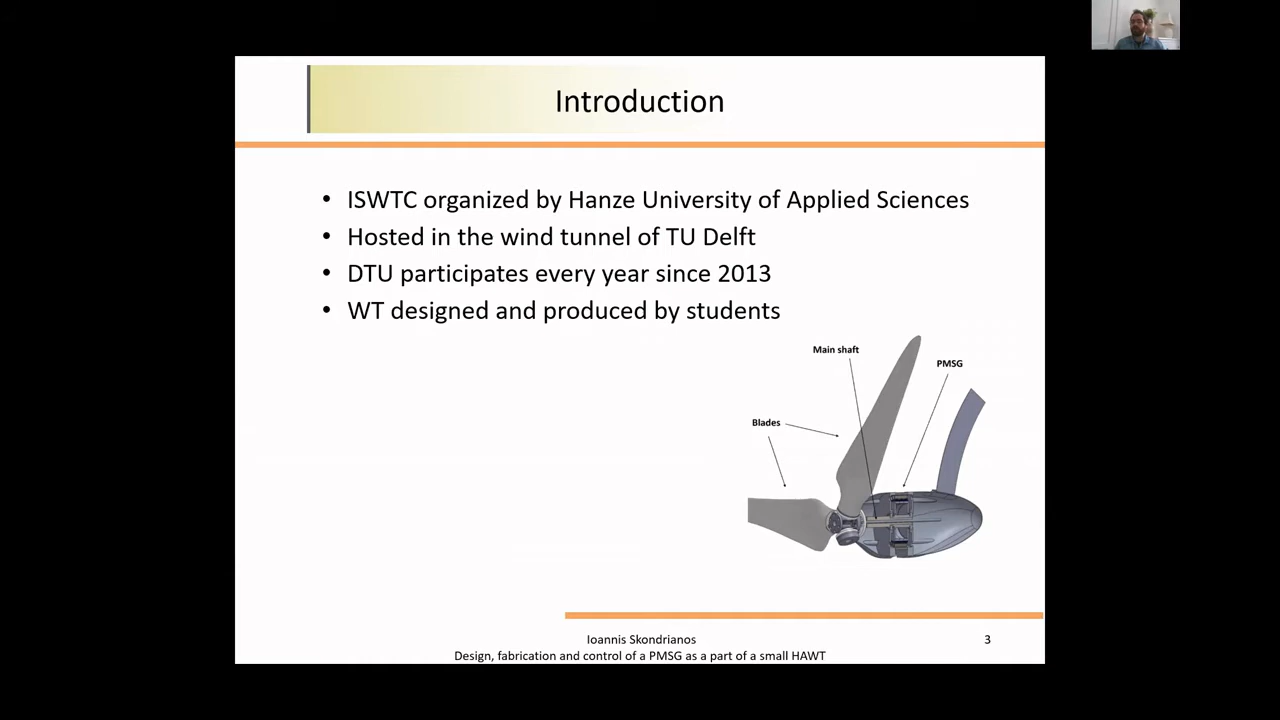 Introduction
• ISWTC organized by Hanze University of Applied Sciences
• Hosted in the wind tunnel of TU Delft
• DTU participates every year since 2013
• WT designed and produced by students
Main shaft
PMSG
Blades
Ioannis Skondrianos
3
Design, fabrication and control of a PMSG as a part of a small HAWT